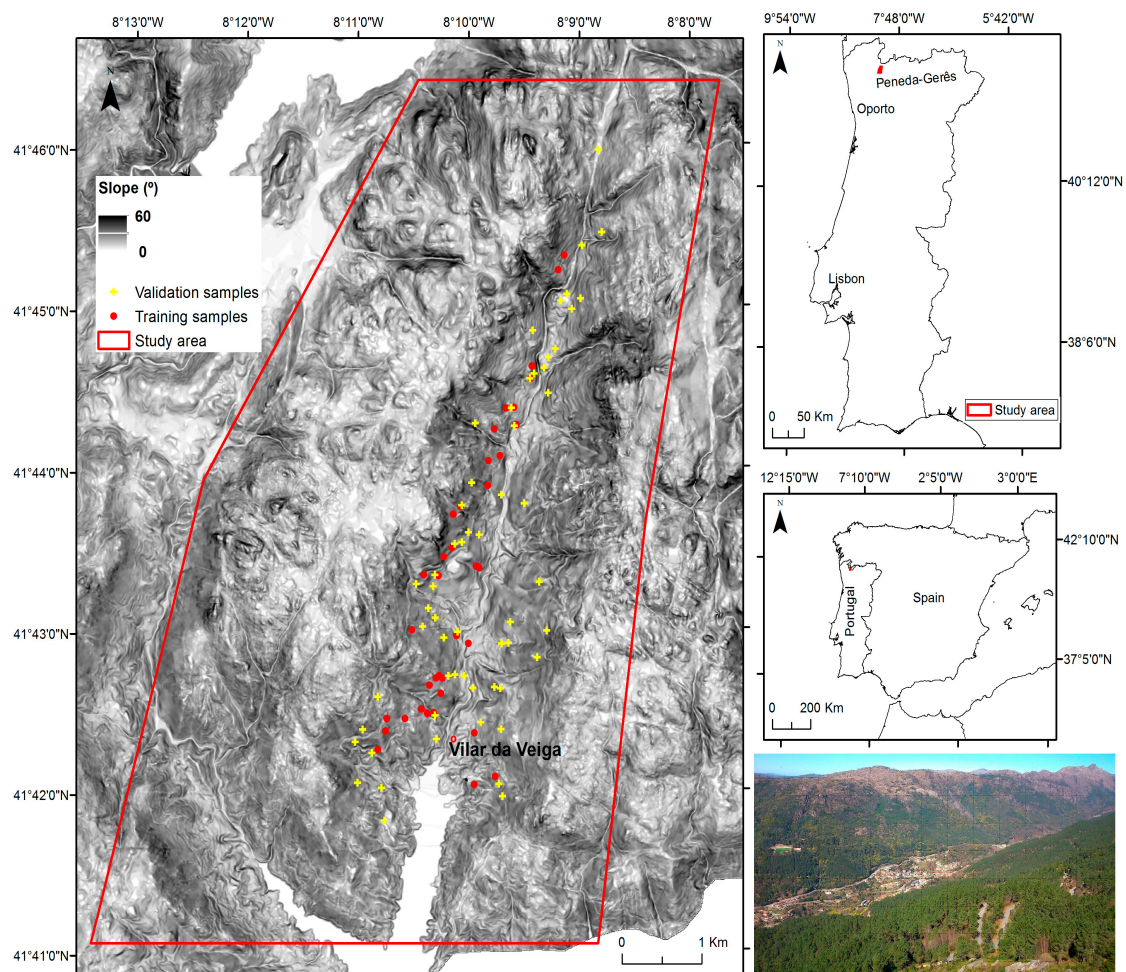 8°13'0"W 8°12'0"W 8°11'0"W 8°10'0"W 8°9'0"W 8°8'0"W
N
41°46'0"N
41°45'0"N
41°44'0"N
41°43'0"N
41°42'0"N
41°41'0"N
Slope (º)
60
0
Validation samples
Training samples
Study area
Vilar da Veiga
0 1 Km
9°54'0"W 7°48'0"W 5°42'0"W
N
Peneda-Gerês
Oporto
Lisbon
40°12'0"N
38°6'0"N
0 50 Km
Study area
12°15'0"W 7°10'0"W 2°5'0"W 3°0'0"E
N
42°10'0"N
37°5'0"N
Portugal
Spain
0 200 Km